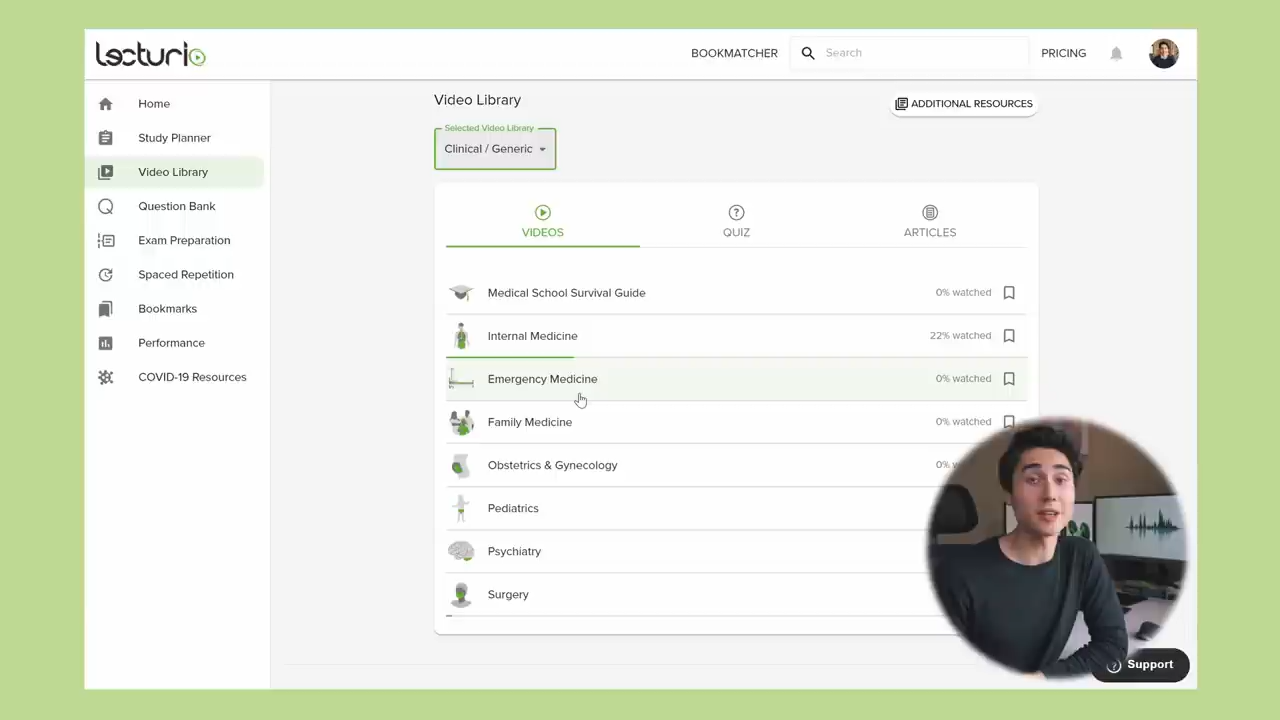 lecturio
BOOKMATCHER
Search
PRICING
Home
Study Planner
Video Library
Question Bank
Exam Preparation
Spaced Repetition
Bookmarks
Performance
COVID-19 Resources
Video Library
ADDITIONAL RESOURCES
Selected Video Library
Clinical / Generic
VIDEOS
QUIZ
ARTICLES
Medical School Survival Guide 0% watched
Internal Medicine 22% watched
Emergency Medicine 0% watched
Family Medicine 0% watched
Obstetrics & Gynecology 0%
Pediatrics
Psychiatry
Surgery
Support